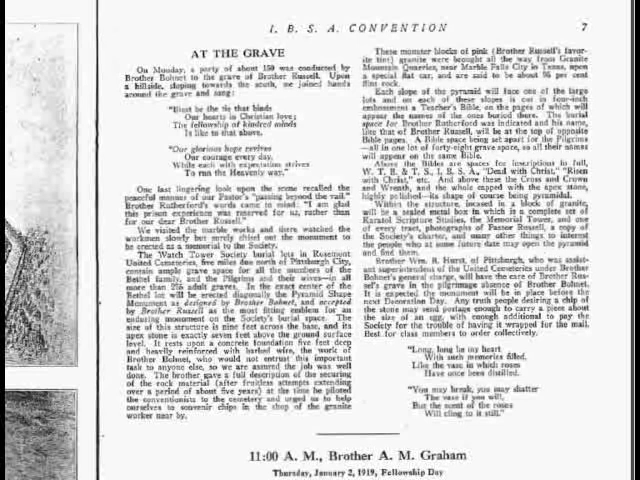 I. B. S. A. CONVENTION 7
AT THE GRAVE
On Monday, a party of about 150 was conducted by
Brother Bohnet to the grave of Brother Russell. Upon
a hillside, sloping towards the south, we joined hands
around the grave and sang:
"Blest be the tie that binds
Our hearts in Christian love;
The fellowship of kindred minds
Is like to that above.
"Our glorious hope revives
Our courage every day,
While each with expectation strives
To run the Heavenly way."
One last lingering look upon the scene recalled the
peaceful manner of our Pastor's "passing beyond the vail."
Brother Rutherford's words came to mind: "I am glad
this prison experience was reserved for us, rather than
for our dear Brother Russell."
We visited the marble works and there watched the
workmen slowly but surely chisel out the monument to
be erected as a memorial to the Society.
The Watch Tower Society burial lots in Rosemont
United Cemeteries, five miles due north of Pittsburgh City,
contain ample grave space for all the members of the
Bethel family, and the Pilgrims and their wives—in all
more than 275 adult graves. In the exact center of the
Bethel lot will be erected diagonally the Pyramid Shape
Monument as designed by Brother Bohnet, and accepted
by Brother Russell as the most fitting emblem for an
enduring monument on the Society's burial space. The
size of this structure is nine feet across the base, and its
apex stone is exactly seven feet above the ground surface
level. It rests upon a concrete foundation five feet deep
and heavily reinforced with barbed wire, the work of
Brother Bohnet, who would not entrust this important
task to anyone else, so we are assured the job was well
done. The brother gave a full description of the securing
of the rock material (after fruitless attempts extending
over a period of about five years) at the time he piloted
the conventionists to the cemetery and urged us to help
ourselves to souvenir chips in the shop of the granite
worker near by.
These monster blocks of pink (Brother Russell's favor-
ite tint) granite were brought all the way from Granite
Mountain Quarries, near Marble Falls City in Texas, upon
a special flat car, and are said to be about 95 per cent
flint rock.
Each slope of the pyramid will face one of the large
lots and on each of these slopes is cut in four-inch
embossment a Teacher's Bible, on the pages of which will
appear the names of the ones buried there. The burial
space for Brother Rutherford was indicated and his name,
like that of Brother Russell, will be at the top of opposite
Bible pages. A Bible space being set apart for the Pilgrims
—all in one lot of forty-eight grave space, so all their names
will appear on the same Bible.
Above the Bibles are spaces for inscriptions in full,
W. T. B. & T. S., I. B. S. A., "Dead with Christ," "Risen
with Christ," etc. And above these the Cross and Crown
and Wreath, and the whole capped with the apex stone,
highly polished—its shape of course being pyramidal.
Within the structure, incased in a block of granite,
will be a sealed metal box in which is a complete set of
Karatol Scripture Studies, the Memorial Tower, and one
of every tract, photographs of Pastor Russell, a copy of
the Society's charter, and many other things to interest
the people who at some future date may open the pyramid
and find them.
Brother Wm. R. Hurst, of Pittsburgh, who was assist-
ant superintendent of the United Cemeteries under Brother
Bohnet's general charge, will have care of Brother Rus-
sel's grave in the pilgrimage absence of Brother Bohnet.
It is expected the monument will be in place before the
next Decoration Day. Any truth people desiring a chip of
the stone may send postage enough to carry a piece about
the size of an egg, with enough additional to pay the
Society for the trouble of having it wrapped for the mail.
Best for class members to order collectively.
"Long, long be my heart
With such memories filled,
Like the vase in which roses
Have once been distilled.
"You may break, you may shatter
The vase if you will,
But the scent of the roses
Will cling to it still."
11:00 A. M., Brother A. M. Graham
Thursday, January 2, 1919, Fellowship Day